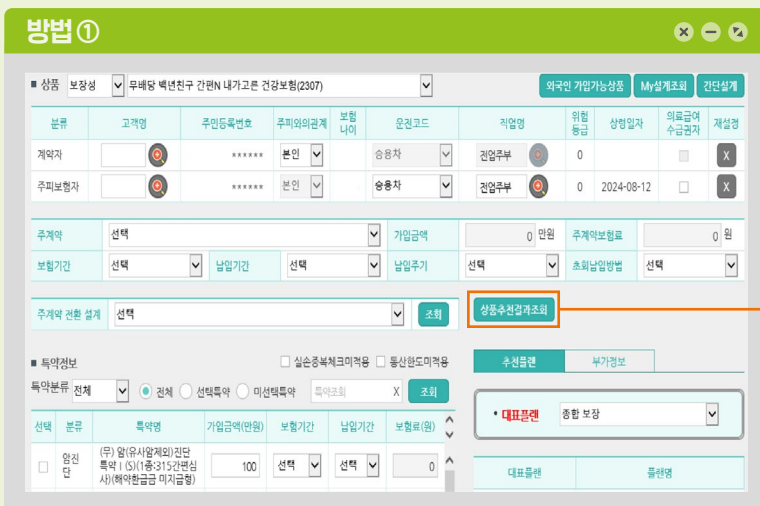 방법①
■ 상품 보장성 무배당 백년친구 간편N 내가고른 건강보험(2307) 외국인 가입가능상품 My설계조회 간단설계
분류 고객명 주민등록번호 주피와의관계 보험나이 운전코드 직업명 위험등급 상령일자 의료급여수급권자 재설정
계약자 ****** 본인 승용차 전업주부 0 X
주피보험자 ****** 본인 승용차 전업주부 0 2024-08-12 X
주계약 선택 가입금액 0 만원 주계약보험료 0 원
보험기간 선택 납입기간 선택 납입주기 선택 초회납입방법 선택
주계약 전환 설계 선택 조회 상품추천결과조회
■ 특약정보 실손중복체크미적용 통산한도미적용 추천플랜 부가정보
특약분류 전체 전체 선택특약 미선택특약 특약조회 X 조회
• 대표플랜 종합 보장
선택 분류 특약명 가입금액(만원) 보험기간 납입기간 보험료(원)
암진단 (무) 암(유사암제외)진단
특약Ⅰ(S)(1종:315간편심
사)(해약환급금 미지급형)
100 선택 선택 0
대표플랜 플랜명